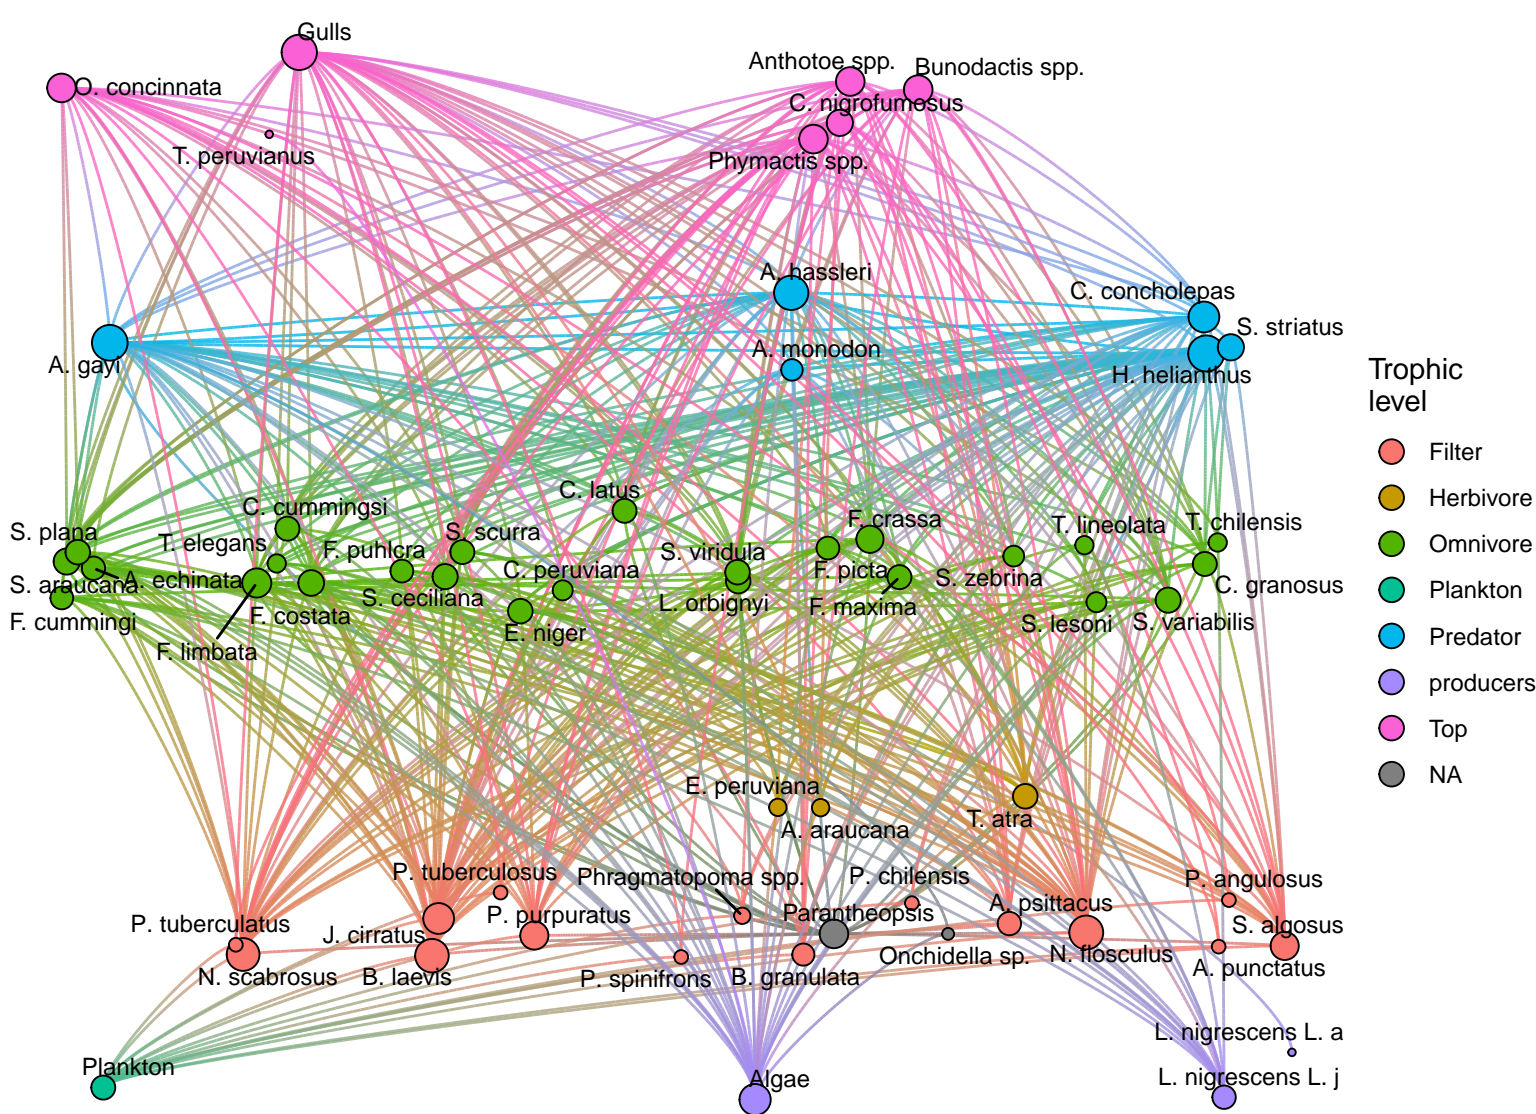 Gulls
O. concinnata
Anthotoe spp.
Bunodactis spp.
C. nigrofumosus
T. peruvianus
Phymactis spp.
A. hassleri
C. concholepas
S. striatus
A. gayi
A. monodon
H. helianthus
Trophic
level
Filter
Herbivore
Omnivore
Plankton
Predator
producers
Top
NA
C. latus
C. cummingsi
S. plana
T. elegans
F. puhlcra
S. scurra
F. crassa
T. lineolata
T. chilensis
S. viridula
S. araucana
A. echinata
C. peruviana
F. picta
S. zebrina
C. granosus
S. ceciliana
L. orbignyi
F. maxima
F. cummingi
F. costata
E. niger
S. lesoni
S. variabilis
F. limbata
E. peruviana
A. araucana
T. atra
P. tuberculosus
Phragmatopoma spp.
P. chilensis
P. angulosus
P. tuberculatus
P. purpuratus
Parantheopsis
A. psittacus
S. algosus
J. cirratus
Onchidella sp.
N. flosculus
N. scabrosus
B. laevis
P. spinifrons
B. granulata
A. punctatus
L. nigrescens L. a
Plankton
Algae
L. nigrescens L. j